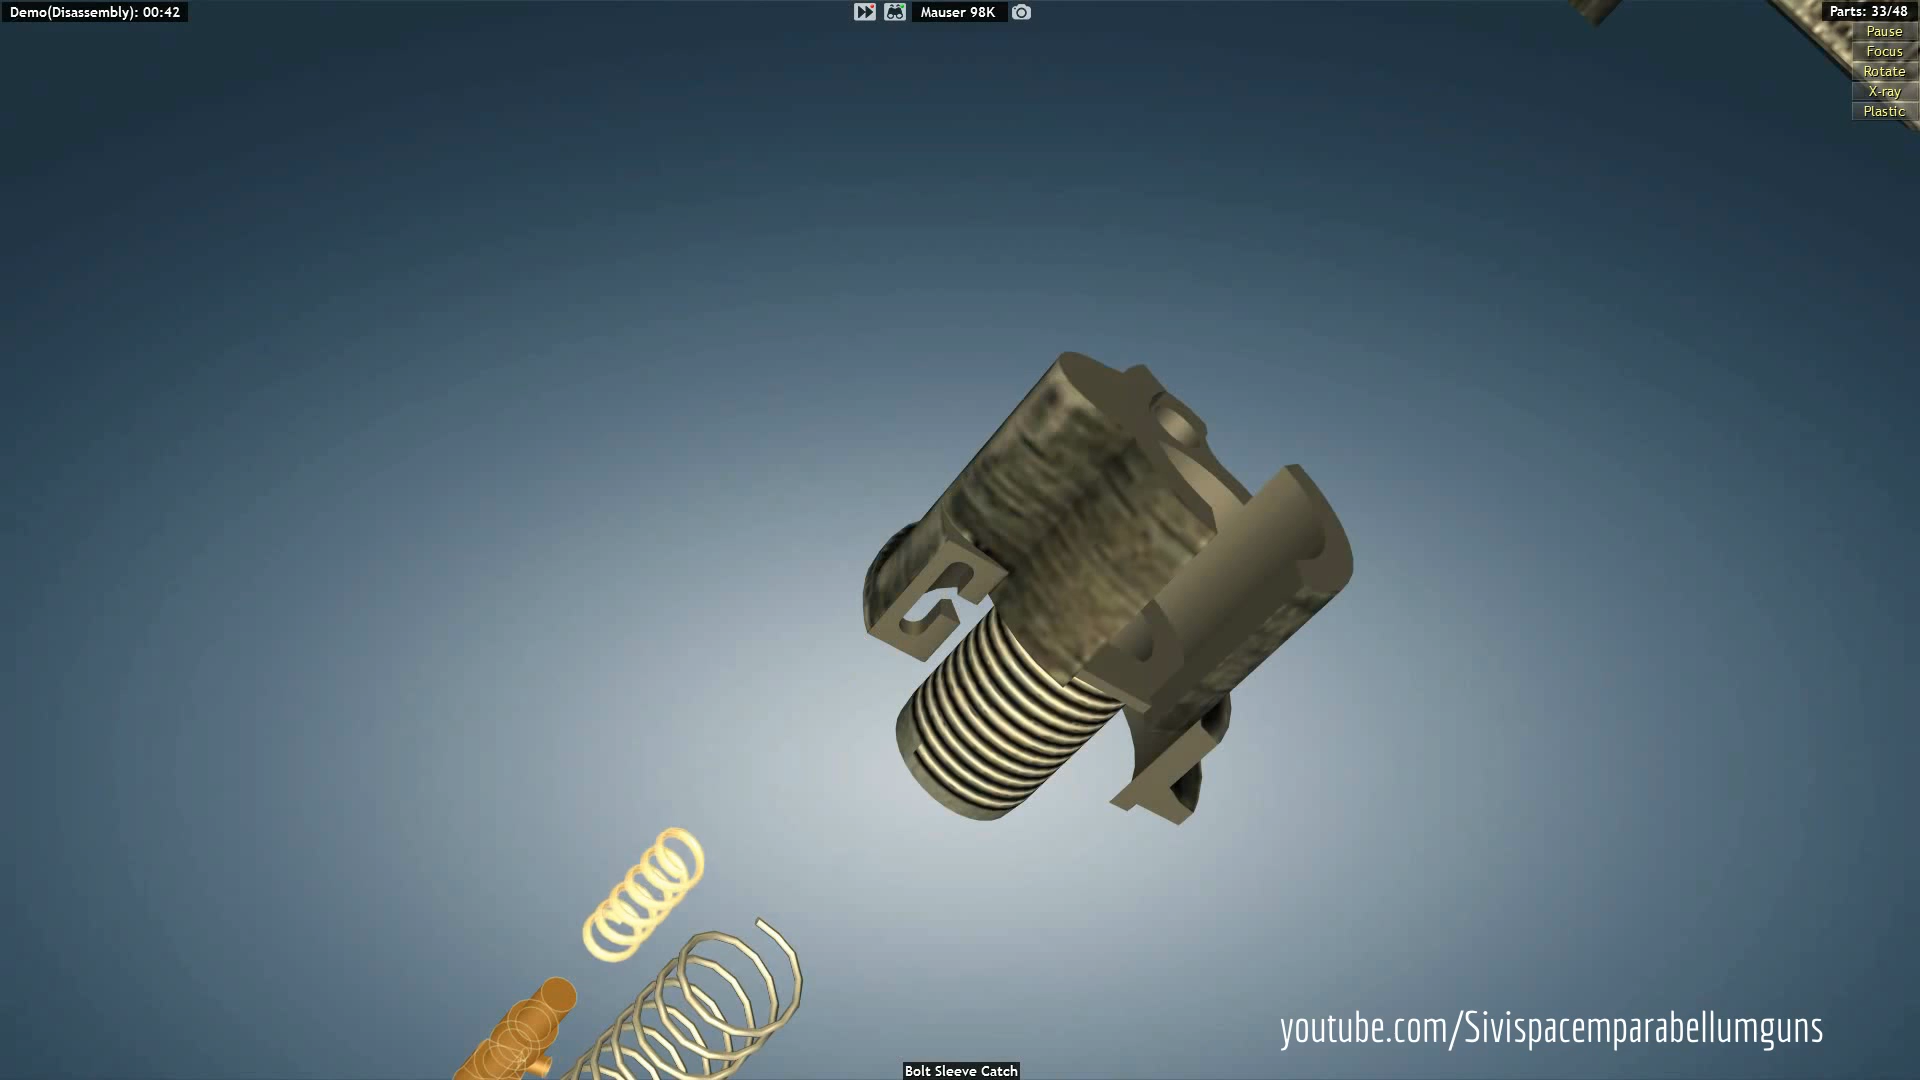 Demo(Disassembly): 00:42
Mauser 98K
Parts: 33/48
Pause
Focus
Rotate
X-ray
Plastic
youtube.com/Sivispacemparabellumguns
Bolt Sleeve Catch